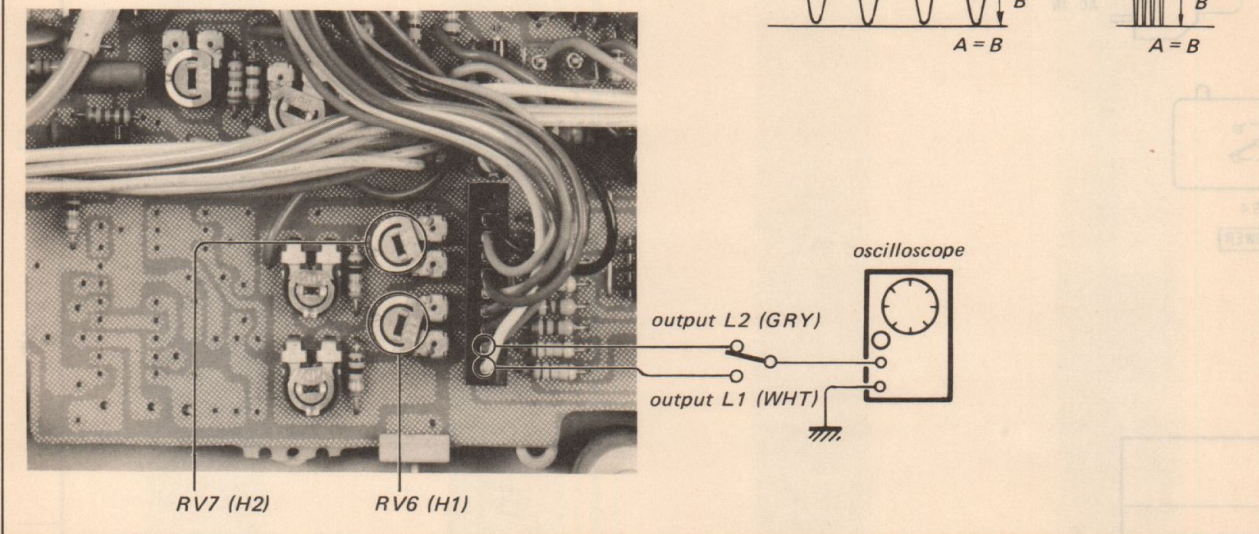 B
B
A = B
A = B
oscilloscope
output L2 (GRY)
output L1 (WHT)
RV7 (H2)
RV6 (H1)